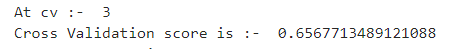 At cv :-  3
Cross Validation score is :-  0.6567713489121088